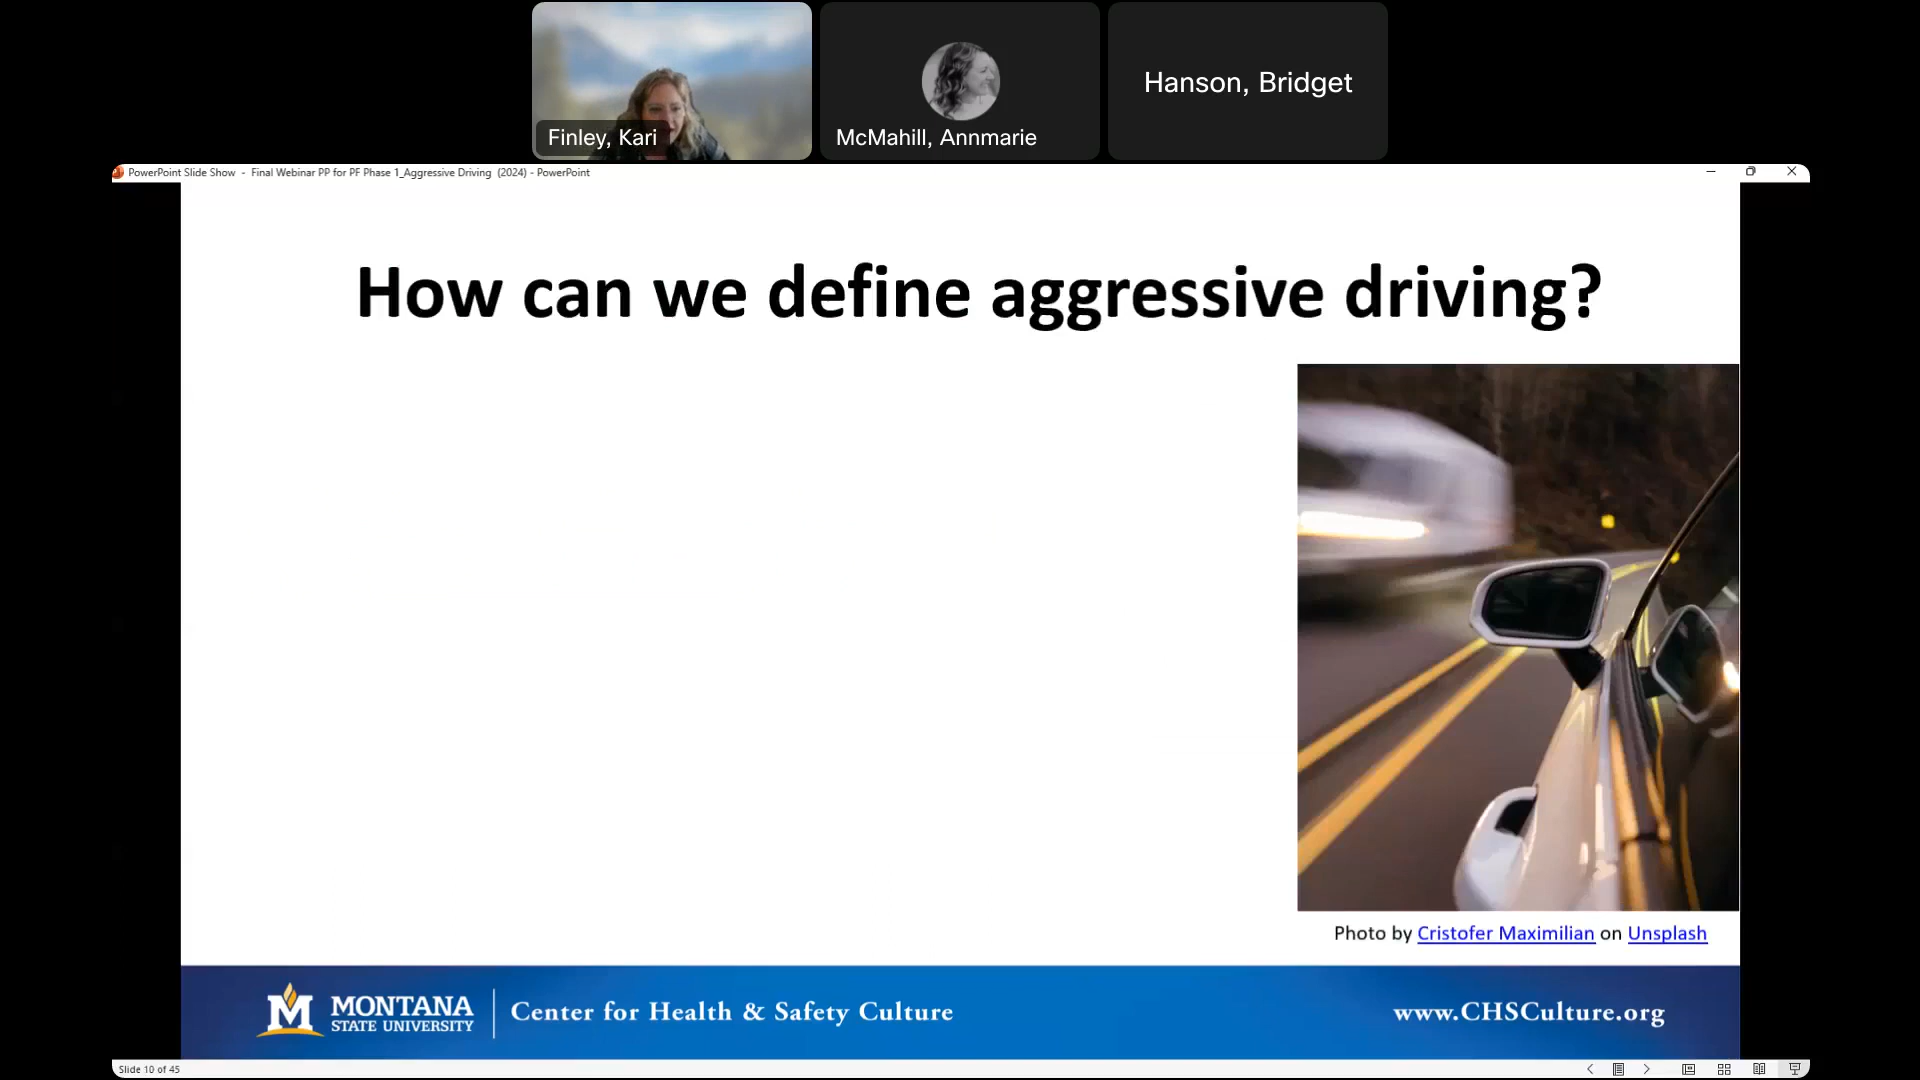 Finley, Kari
McMahill, Annmarie
Hanson, Bridget
PowerPoint Slide Show - Final Webinar PP for PF Phase 1_Aggressive Driving (2024) - PowerPoint
How can we define aggressive driving?
Photo by Cristofer Maximilian on Unsplash
M MONTANA
STATE UNIVERSITY
Center for Health & Safety Culture
www.CHSCulture.org
Slide 10 of 45